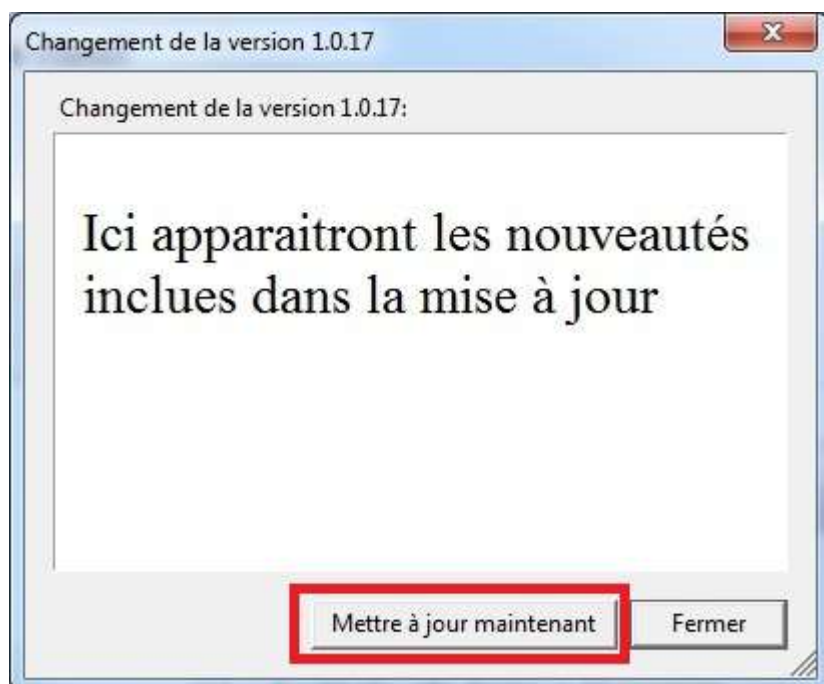 Changement de la version 1.0.17
Changement de la version 1.0.17:
Ici apparaitront les nouveautés
inclues dans la mise à jour
Mettre à jour maintenant
Fermer